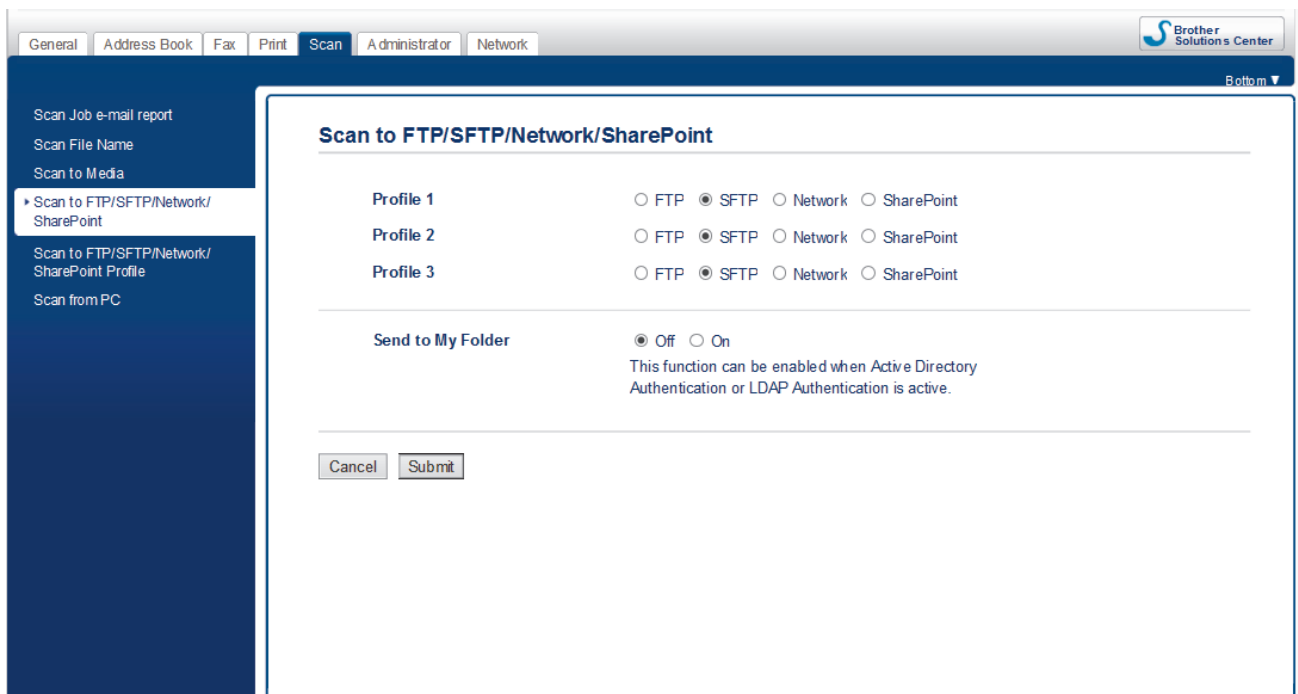 General Address Book Fax Print Scan Administrator Network
Brother
Solutions Center
Bottom ▼
Scan Job e-mail report
Scan File Name
Scan to Media
Scan to FTP/SFTP/Network/
SharePoint
Scan to FTP/SFTP/Network/
SharePoint Profile
Scan from PC
Scan to FTP/SFTP/Network/SharePoint
Profile 1 FTP SFTP Network SharePoint
Profile 2 FTP SFTP Network SharePoint
Profile 3 FTP SFTP Network SharePoint
Send to My Folder Off On
This function can be enabled when Active Directory
Authentication or LDAP Authentication is active.
Cancel Submit